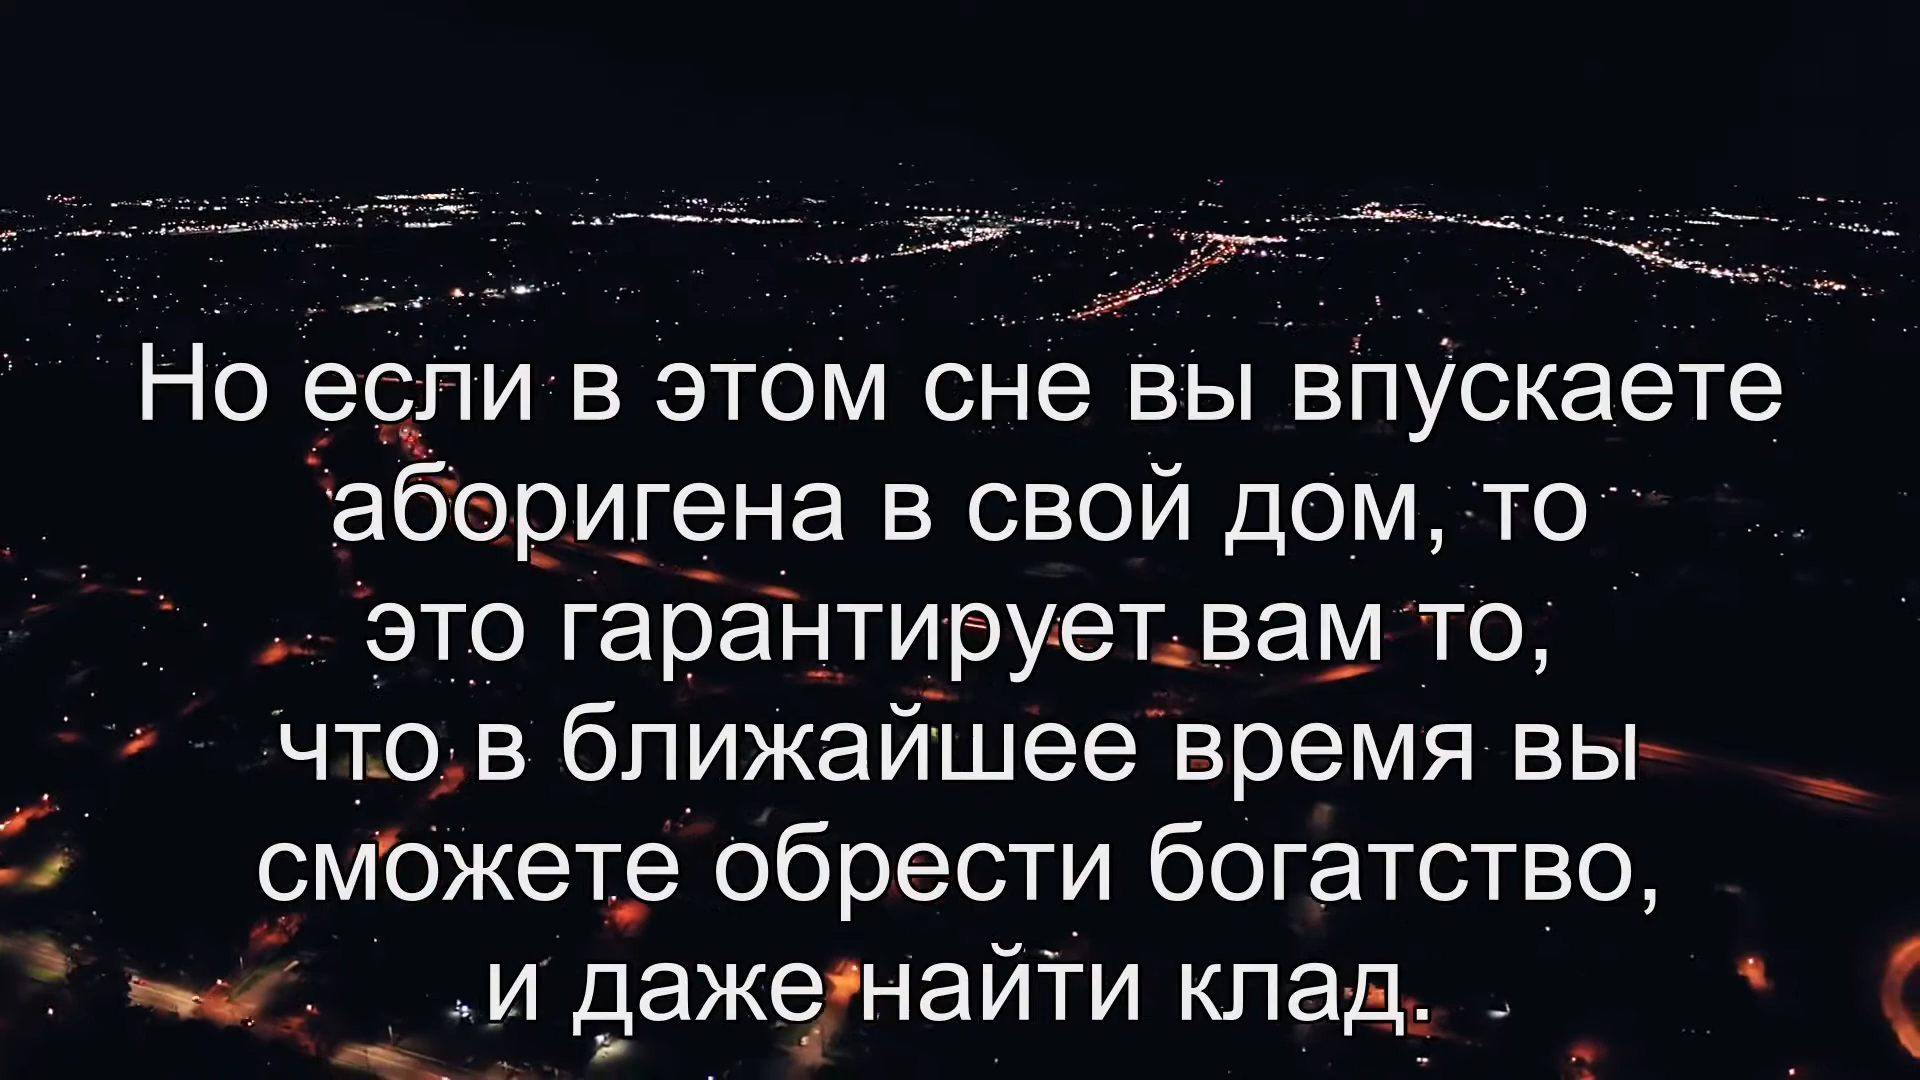 Но если в этом сне вы впускаете
аборигена в свой дом, то
это гарантирует вам то,
что в ближайшее время вы
сможете обрести богатство,
и даже найти клад.